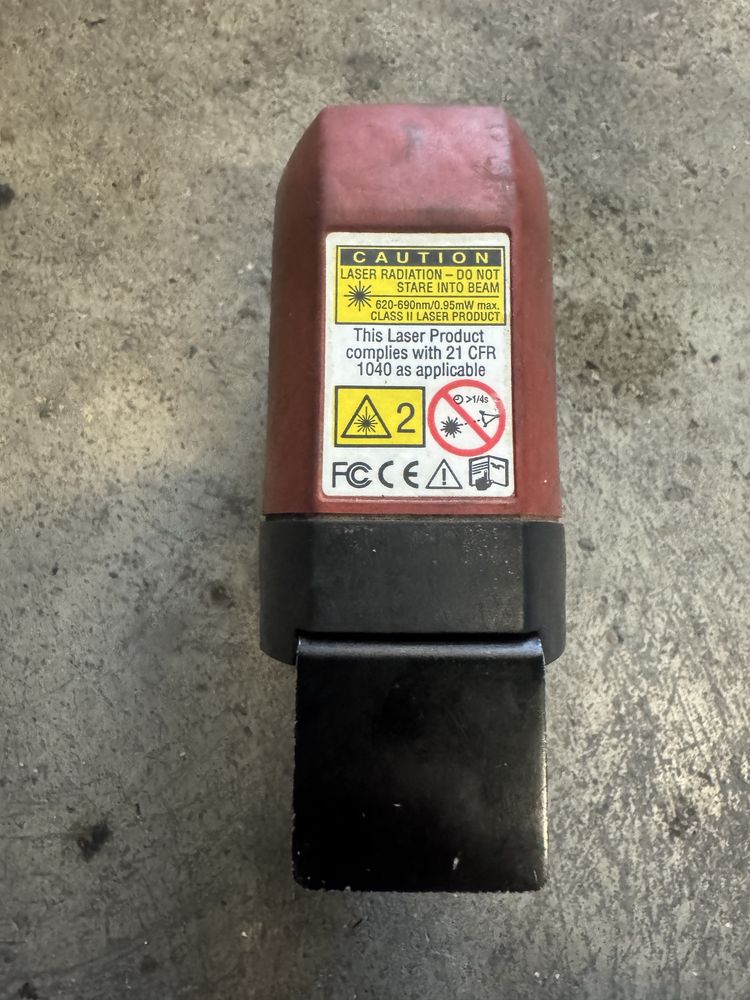 CAUTION
LASER RADIATION – DO NOT
STARE INTO BEAM
620-690nm/0.95mW max.
CLASS II LASER PRODUCT
This Laser Product
complies with 21 CFR
1040 as applicable
>1/4s
2
FC CE